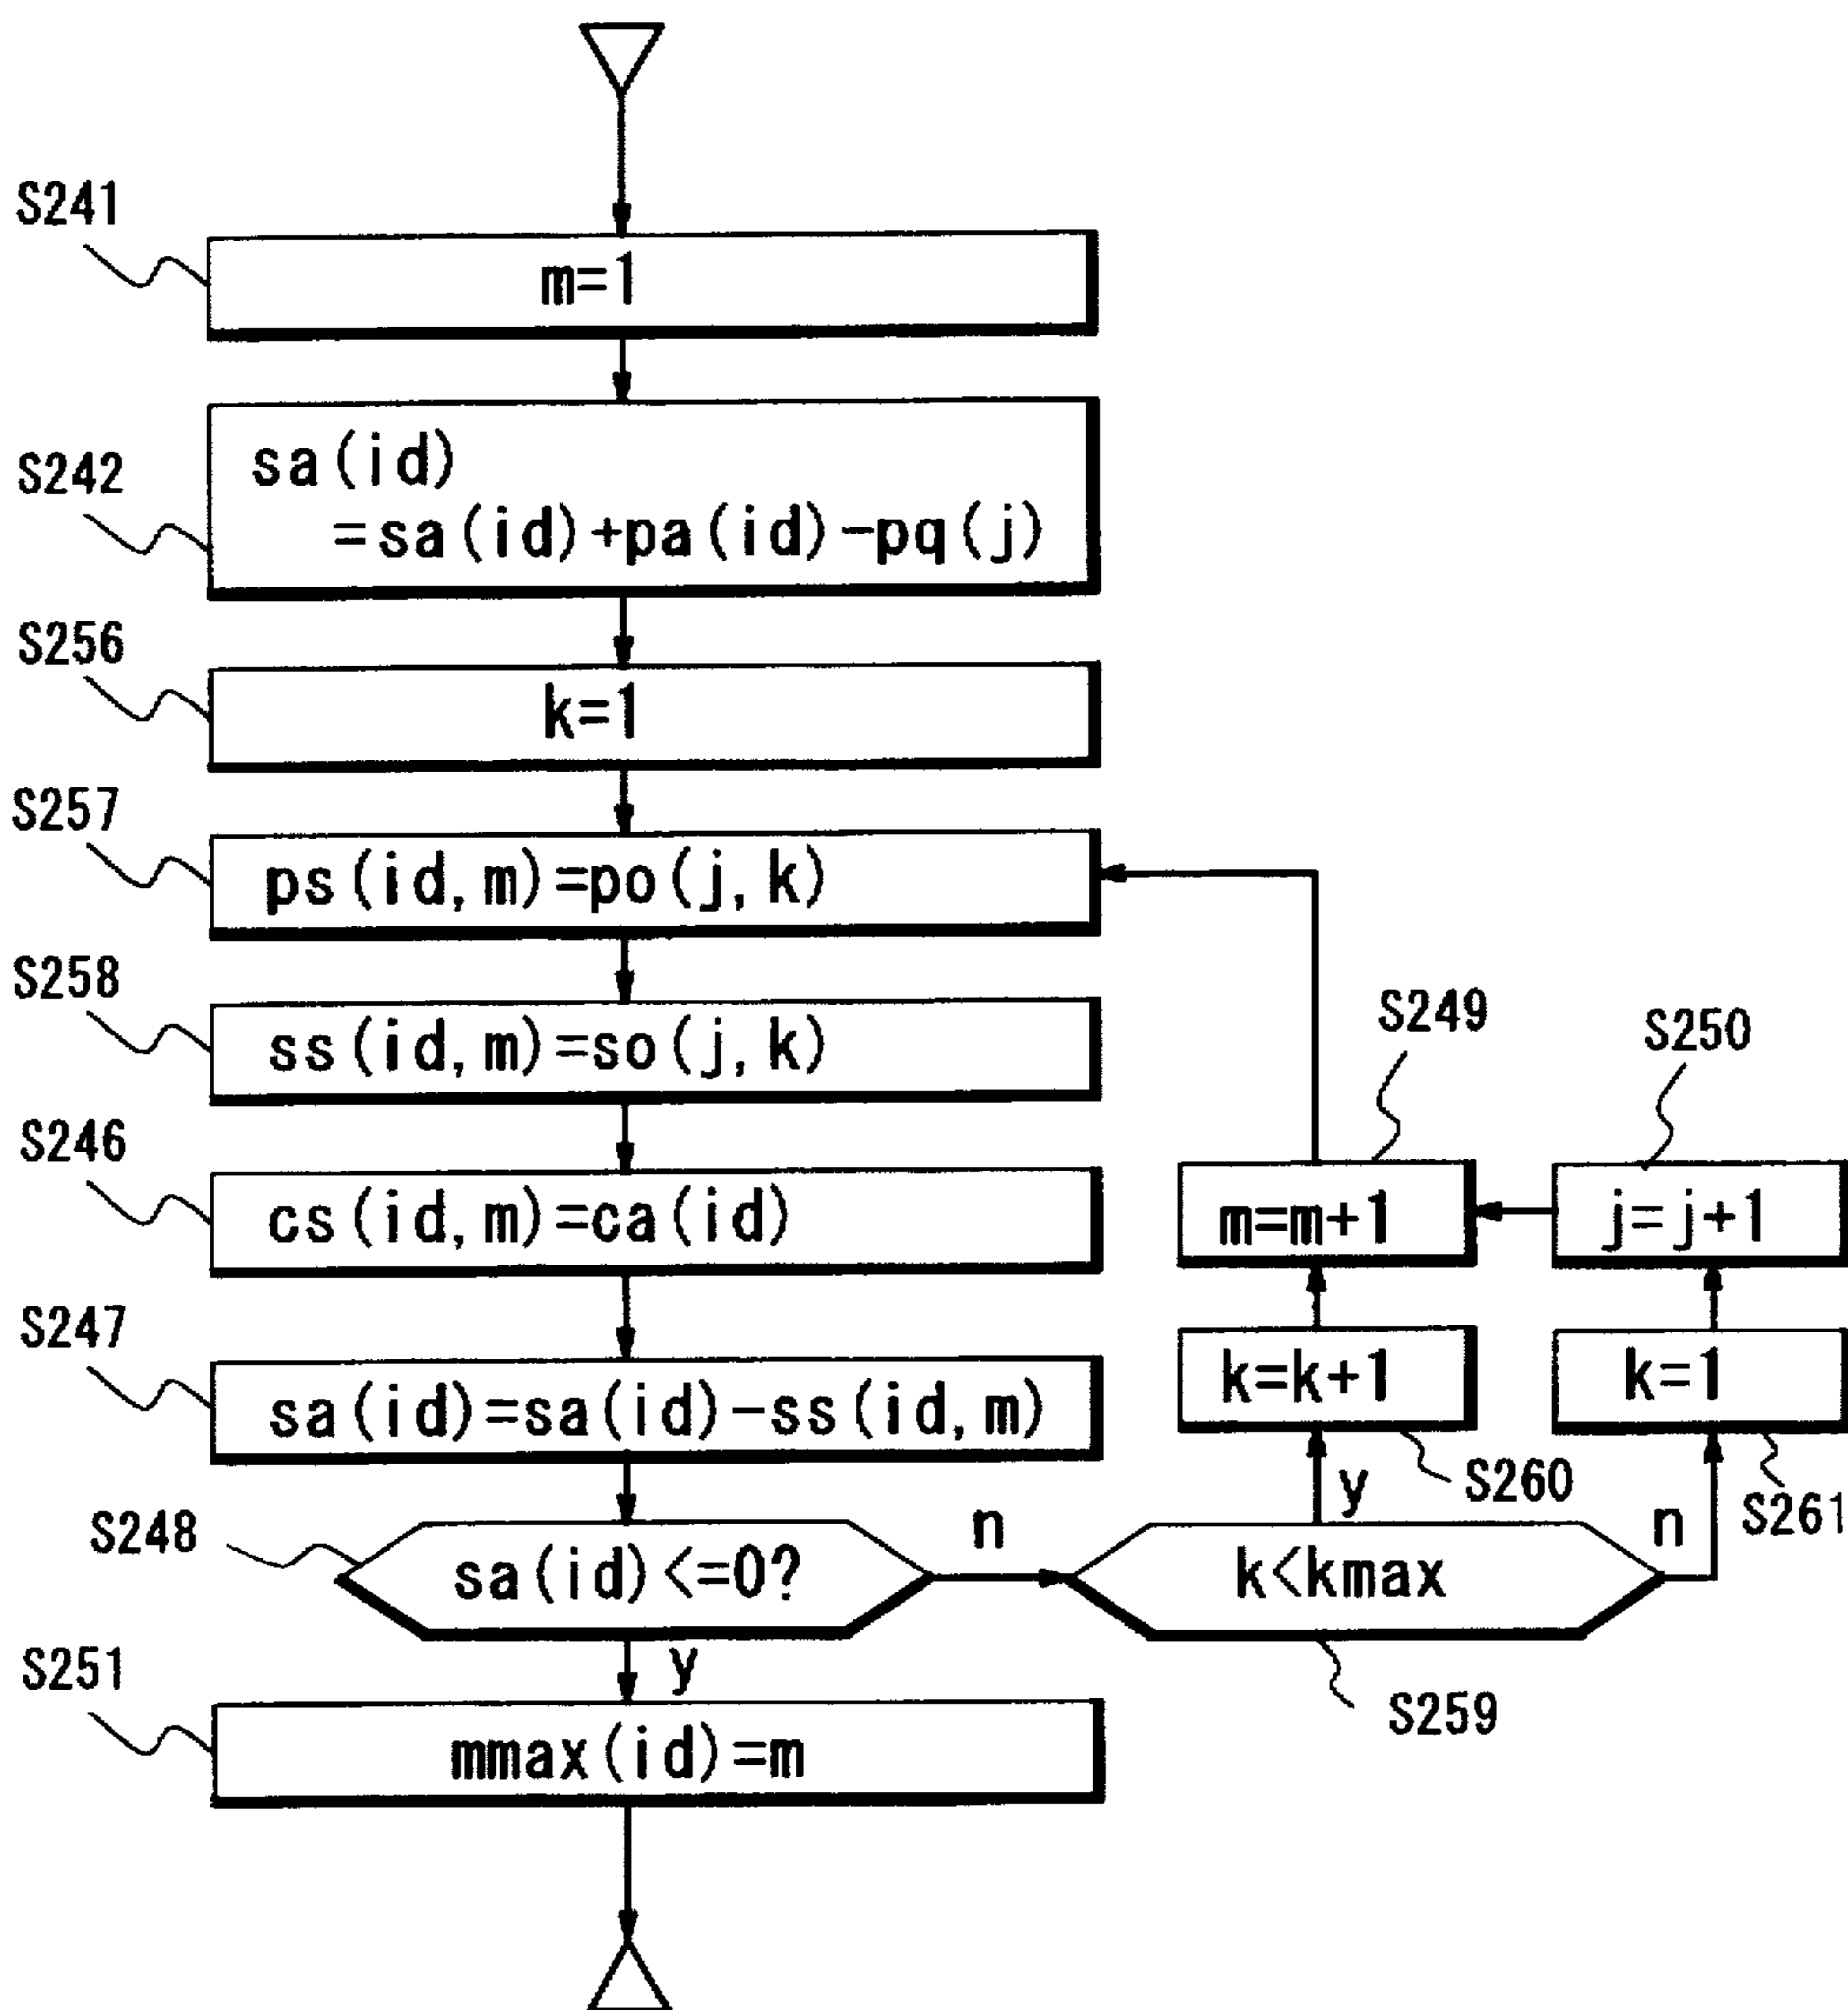 S241
m=1
S242
sa(id)
=sa(id)+pa(id)-pq(j)
S256
k=1
S257
ps(id,m)=po(j,k)
S258
ss(id,m)=so(j,k)
S249
S250
S246
cs(id,m)=ca(id)
m=m+1
j=j+1
S247
sa(id)=sa(id)-ss(id,m)
k=k+1
k=1
S260
y
S261
S248
sa(id)<=0?
n
k<kmax
n
S251
y
S259
mmax(id)=m